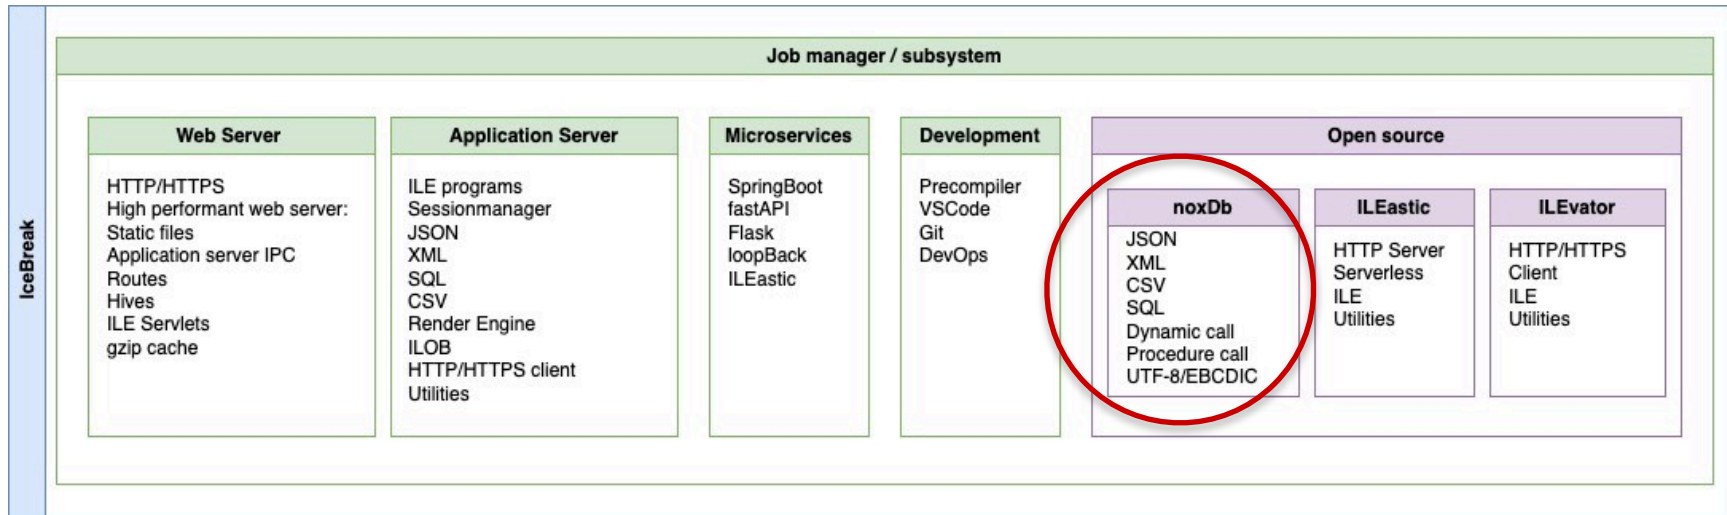 IceBreak
Job manager / subsystem
Web Server
HTTP/HTTPS
High performant web server:
Static files
Application server IPC
Routes
Hives
ILE Servlets
gzip cache
Application Server
ILE programs
Sessionmanager
JSON
XML
SQL
CSV
Render Engine
ILOB
HTTP/HTTPS client
Utilities
Microservices
SpringBoot
fastAPI
Flask
loopBack
ILEastic
Development
Precompiler
VSCode
Git
DevOps
Open source
noxDb
JSON
XML
CSV
SQL
Dynamic call
Procedure call
UTF-8/EBCDIC
ILEastic
HTTP Server
Serverless
ILE
Utilities
ILEvator
HTTP/HTTPS
Client
ILE
Utilities